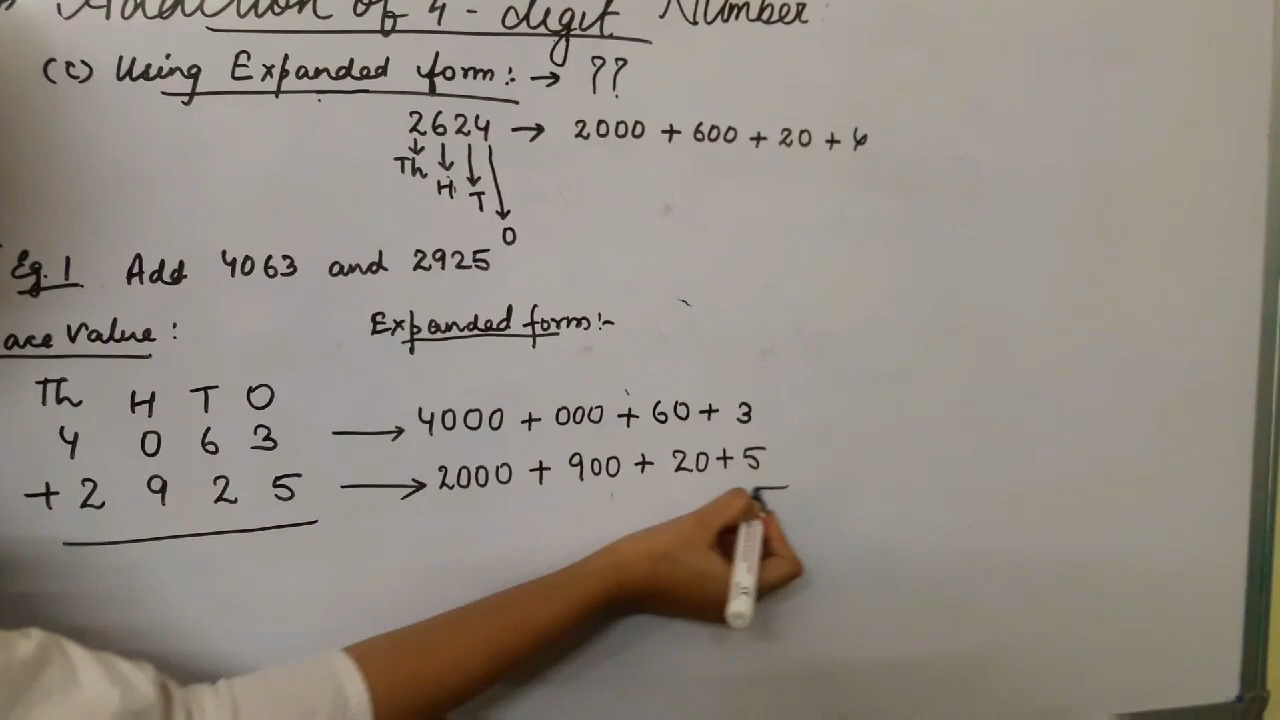 Addition of 4-digit Number
(c) Using Expanded form:→ ??
2624 → 2000 + 600 + 20 + 4
Th H T O
Eg.1 Add 4063 and 2925
ace Value :
Expanded form:-
Th H T O
4 0 6 3 → 4000 + 000 + 60 + 3
+ 2 9 2 5 → 2000 + 900 + 20 + 5